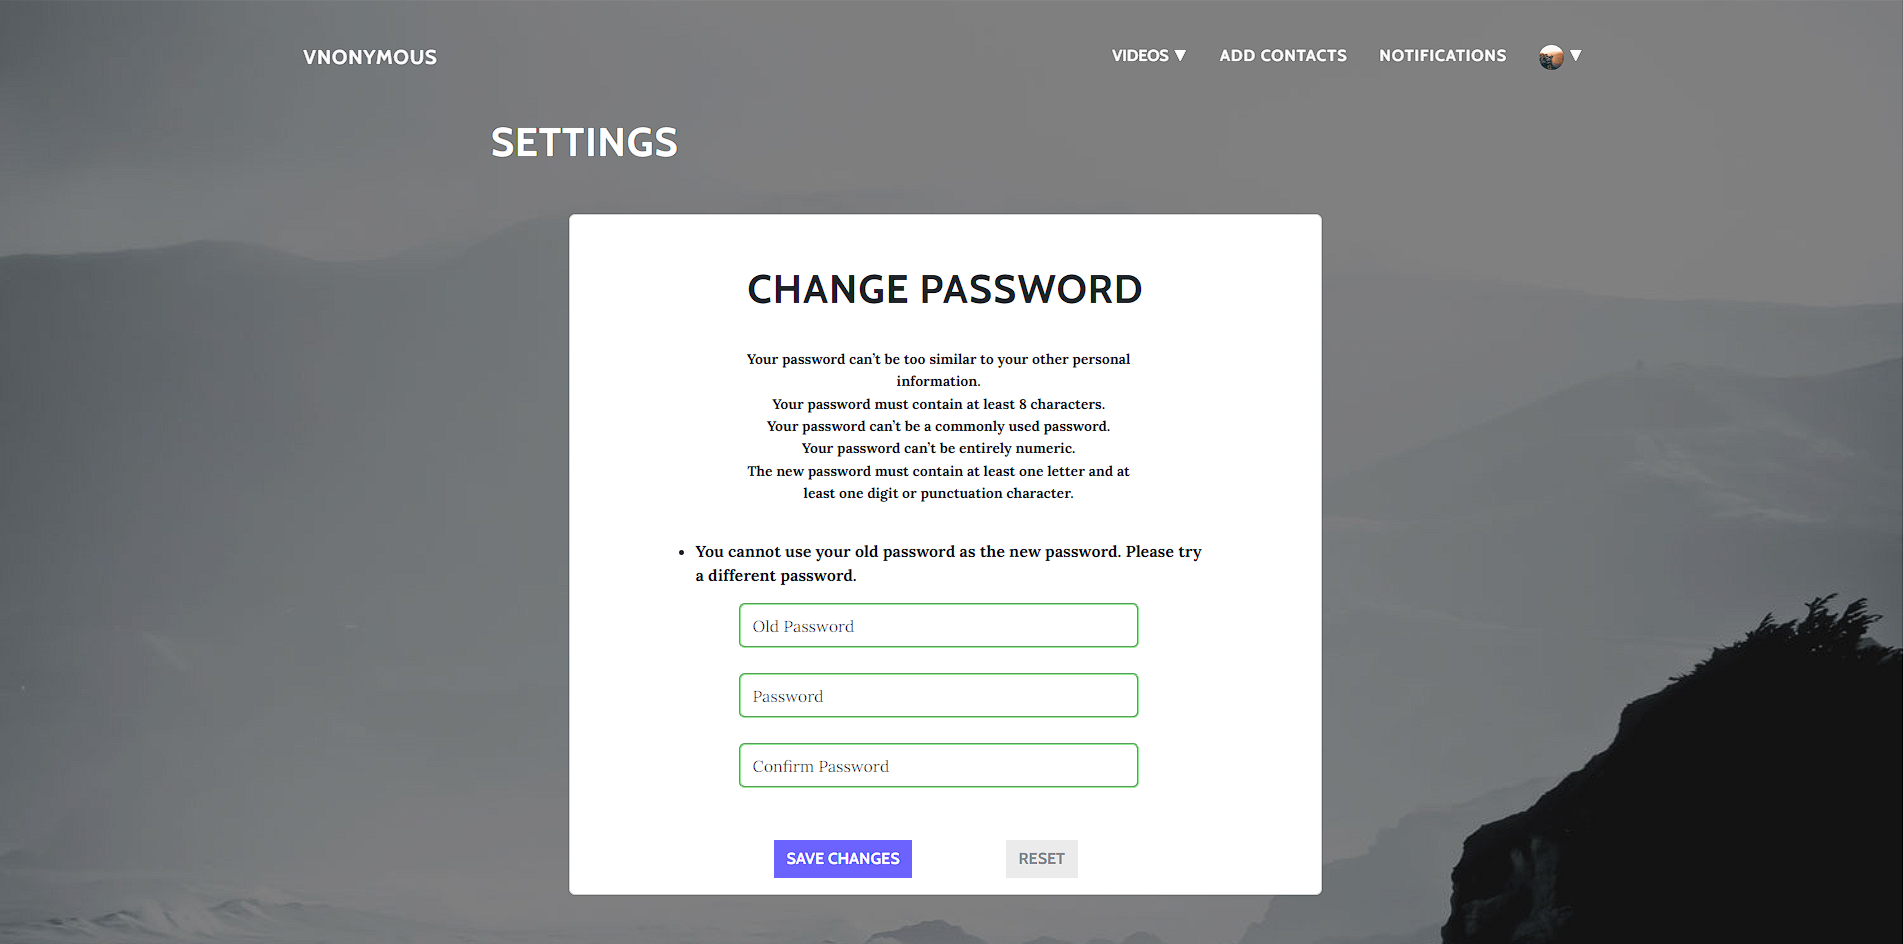 VNONYMOUS
VIDEOS ▼
ADD CONTACTS
NOTIFICATIONS
▼
SETTINGS
CHANGE PASSWORD
Your password can't be too similar to your other personal
information.
Your password must contain at least 8 characters.
Your password can't be a commonly used password.
Your password can't be entirely numeric.
The new password must contain at least one letter and at
least one digit or punctuation character.
• You cannot use your old password as the new password. Please try
a different password.
Old Password
Password
Confirm Password
SAVE CHANGES
RESET